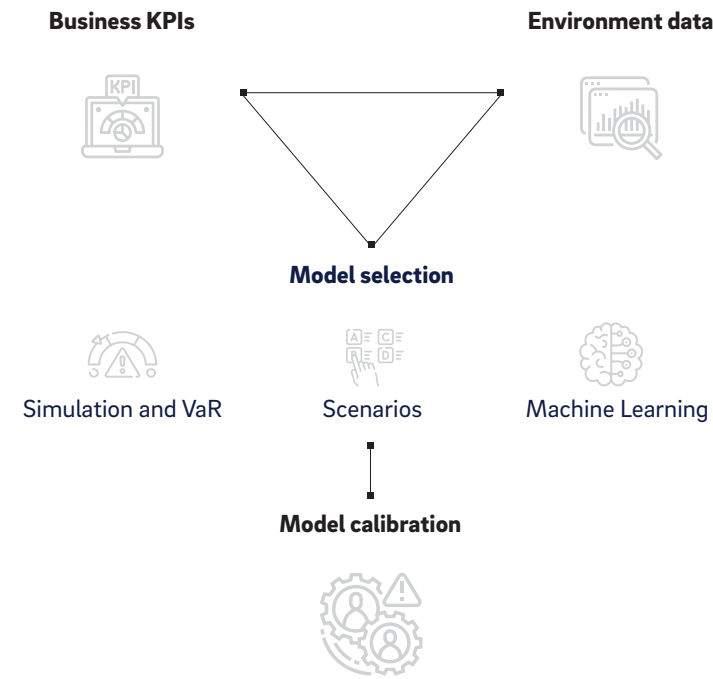 Business KPIs
Environment data
KPI
Model selection
A C
B D
Simulation and VaR
Scenarios
Machine Learning
Model calibration